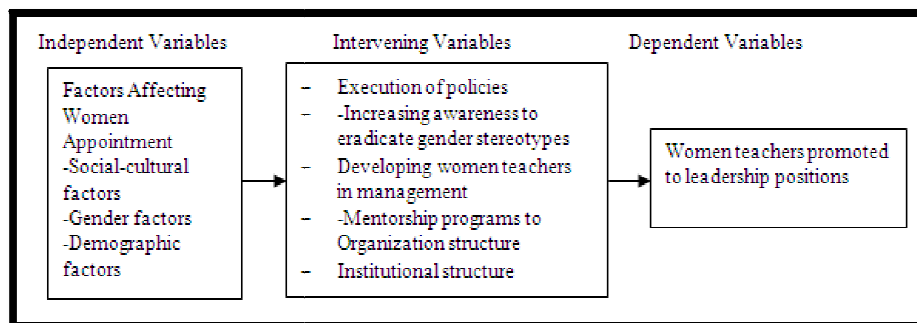 Independent Variables
Intervening Variables
Dependent Variables
Factors Affecting
Women
Appointment
-Social-cultural
factors
-Gender factors
-Demographic
factors
– Execution of policies
– -Increasing awareness to
eradicate gender stereotypes
– Developing women teachers
in management
– -Mentorship programs to
Organization structure
– Institutional structure
Women teachers promoted
to leadership positions